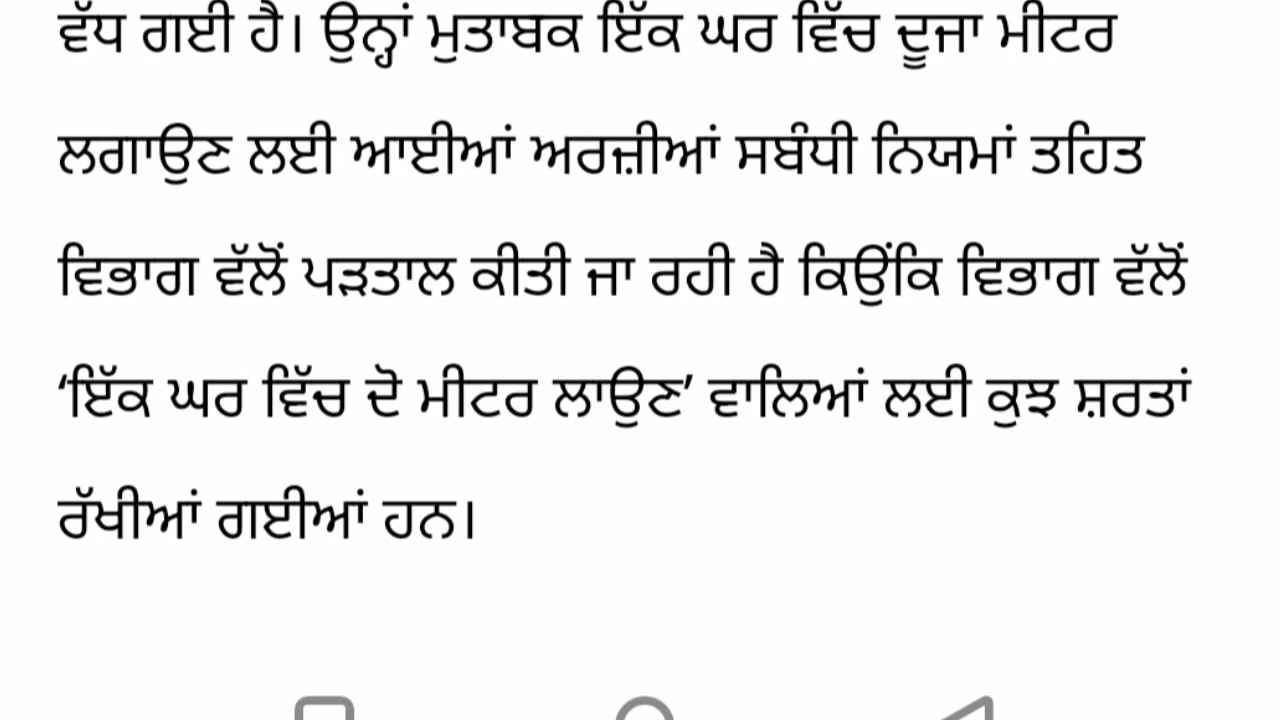 ਵੱਧ ਗਈ ਹੈ। ਉਨ੍ਹਾਂ ਮੁਤਾਬਕ ਇੱਕ ਘਰ ਵਿੱਚ ਦੂਜਾ ਮੀਟਰ
ਲਗਾਉਣ ਲਈ ਆਈਆਂ ਅਰਜ਼ੀਆਂ ਸਬੰਧੀ ਨਿਯਮਾਂ ਤਹਿਤ
ਵਿਭਾਗ ਵੱਲੋਂ ਪੜਤਾਲ ਕੀਤੀ ਜਾ ਰਹੀ ਹੈ ਕਿਉਂਕਿ ਵਿਭਾਗ ਵੱਲੋਂ
‘ਇੱਕ ਘਰ ਵਿੱਚ ਦੋ ਮੀਟਰ ਲਾਉਣ’ ਵਾਲਿਆਂ ਲਈ ਕੁਝ ਸ਼ਰਤਾਂ
ਰੱਖੀਆਂ ਗਈਆਂ ਹਨ।